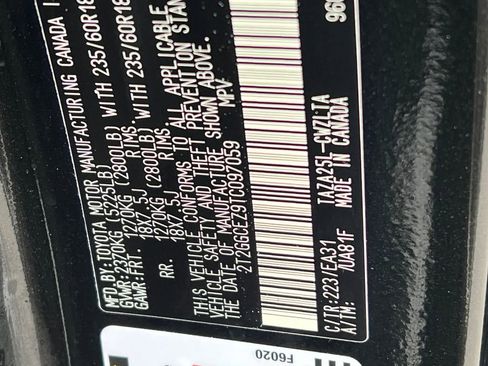 MFD.BY:TOYOTA MOTOR MANUFACTURING CANADA
GVWR:2370KG (5225LB)
GAWR:FRT. 1270KG (2800LB) WITH 235/60R18
18X7.5J RIMS
RR. 1270KG (2800LB) WITH 235/60R18
18X7.5J RIMS
THIS VEHICLE CONFORMS TO ALL APPLICABLE
VEHICLE SAFETY AND THEFT PREVENTION STAN
THE DATE OF MANUFACTURE SHOWN ABOVE.
2T2GGCEZ9TC097059 MPV
96
C/TR:223/EA31 TAZA25L-CWZLTA
A/TM: /UA81F MADE IN CANADA
F6020